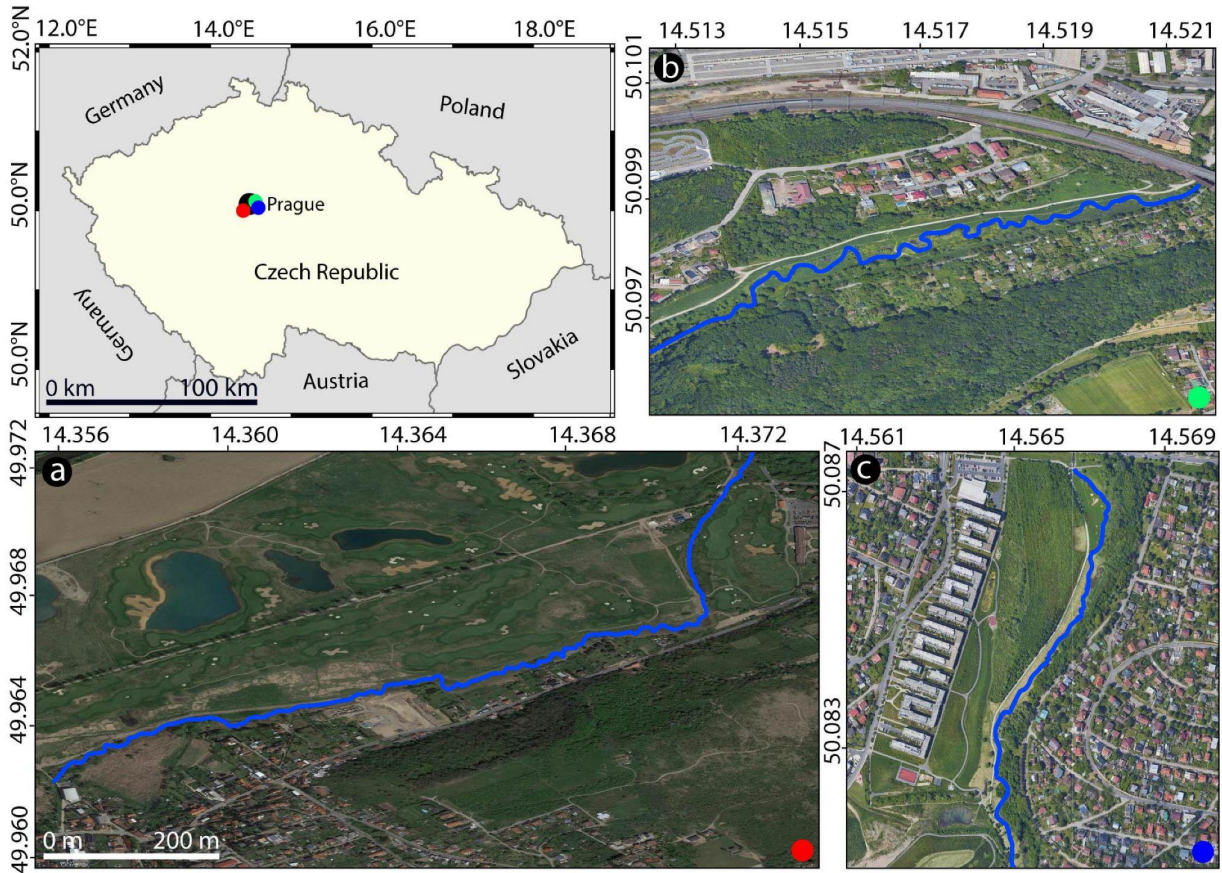 12.0°E 14.0°E 16.0°E 18.0°E
52.0°N
50.0°N
50.0°N
Germany
Poland
Prague
Czech Republic
Germany
Austria
Slovakia
0 km 100 km
14.513 14.515 14.517 14.519 14.521
50.101
50.099
50.097
b
14.356 14.360 14.364 14.368 14.372
49.972
49.968
49.964
49.960
a
0 m 200 m
14.561 14.565 14.569
50.087
50.083
c